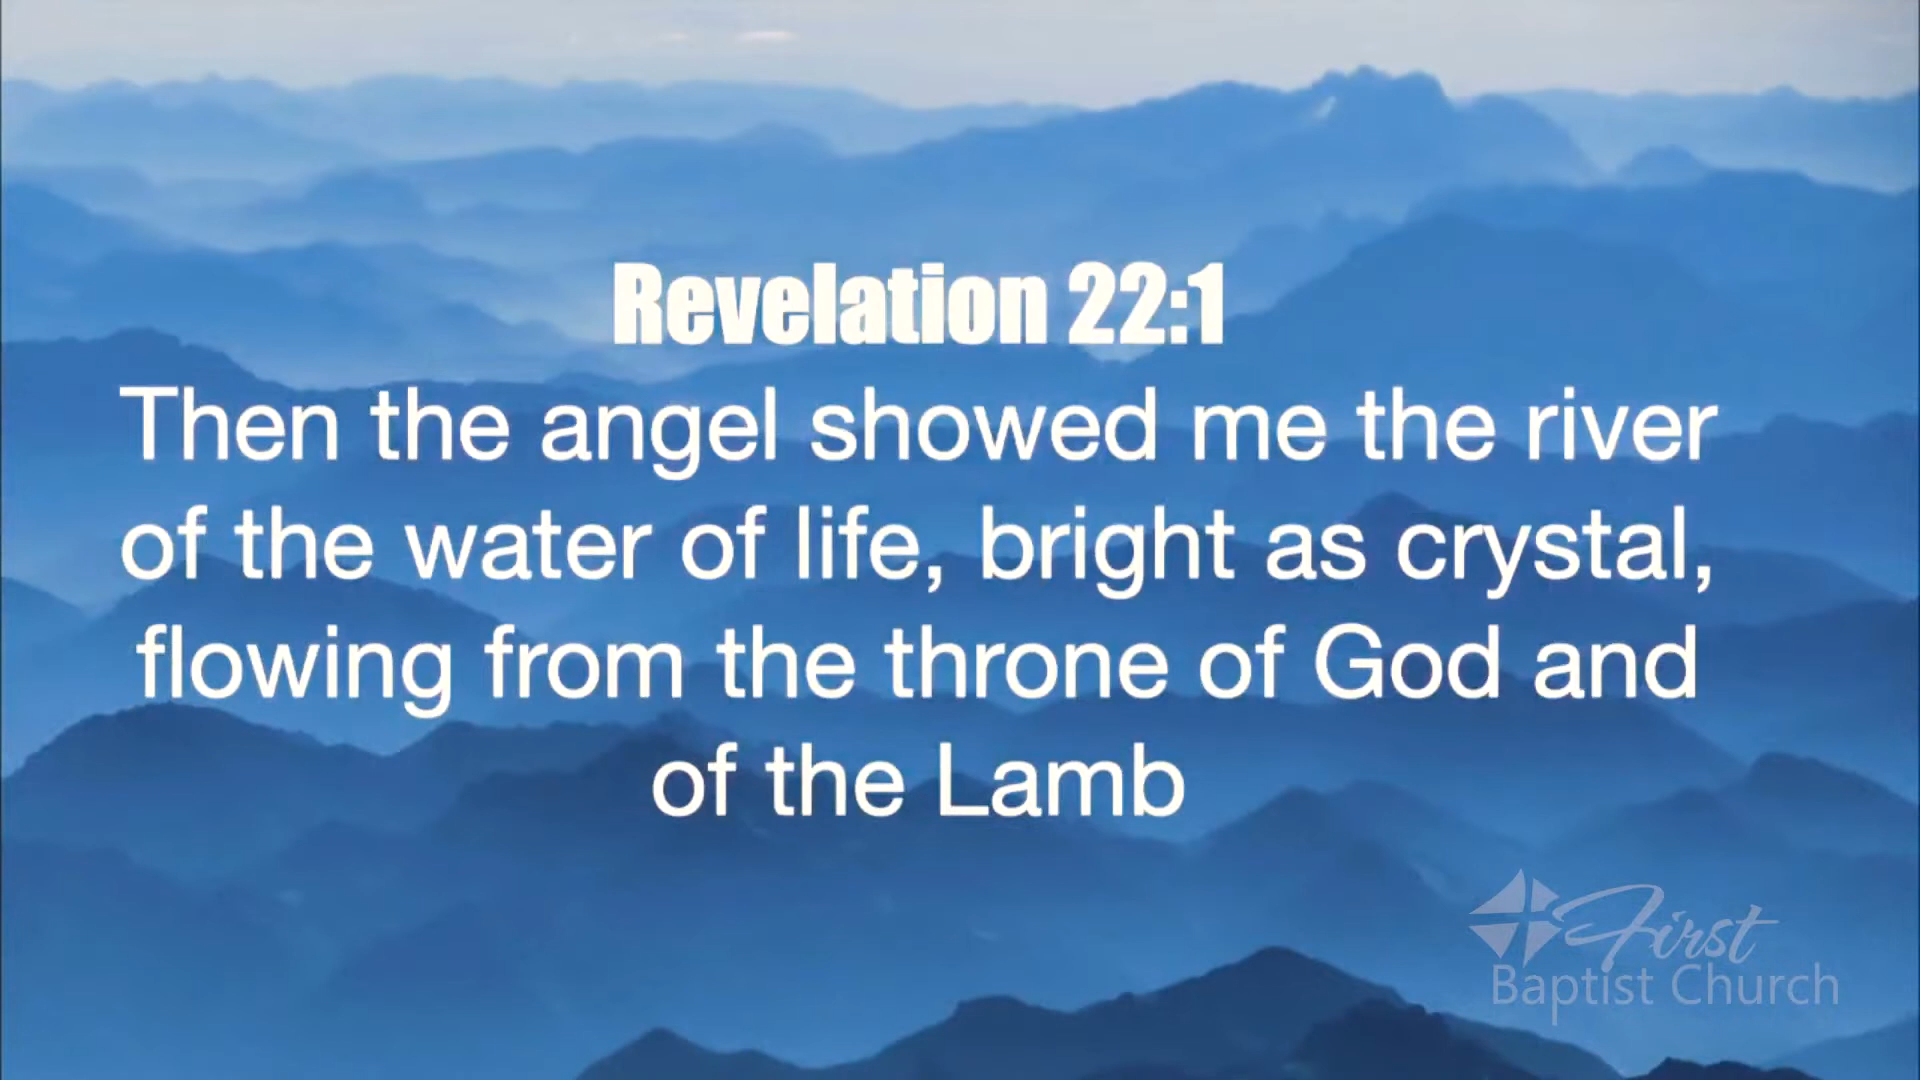 Revelation 22:1
Then the angel showed me the river
of the water of life, bright as crystal,
flowing from the throne of God and
of the Lamb
First
Baptist Church